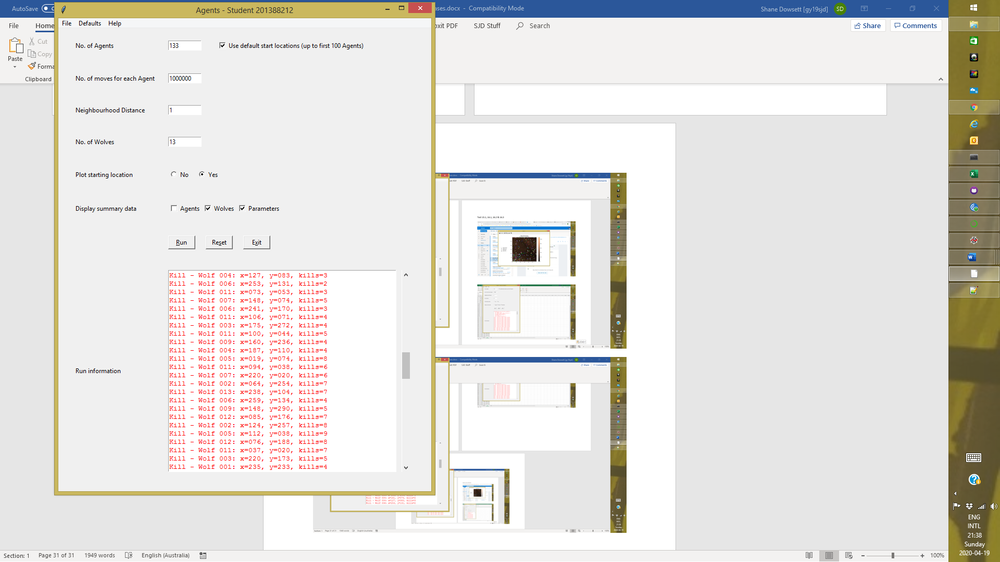 AutoSave
Agents - Student 201388212
ases.docx - Compatibility Mode
Shane Dowsett [gy19sjd]
SD
File
Home
oxit PDF
SJD Stuff
Search
Share
Comments
Cut
Copy
Paste
Clipboard
File Defaults Help
No. of Agents
133
Use default start locations (up to first 100 Agents)
No. of moves for each Agent
1000000
Neighbourhood Distance
1
No. of Wolves
13
Plot starting location
No
Yes
Display summary data
Agents
Wolves
Parameters
Run
Reset
Exit
Run information
Kill - Wolf 004: x=127, y=083, kills=3
Kill - Wolf 006: x=253, y=131, kills=2
Kill - Wolf 011: x=073, y=053, kills=3
Kill - Wolf 007: x=148, y=074, kills=5
Kill - Wolf 006: x=241, y=170, kills=3
Kill - Wolf 011: x=106, y=071, kills=4
Kill - Wolf 003: x=175, y=272, kills=4
Kill - Wolf 011: x=100, y=044, kills=5
Kill - Wolf 009: x=160, y=236, kills=4
Kill - Wolf 004: x=187, y=110, kills=4
Kill - Wolf 005: x=019, y=074, kills=8
Kill - Wolf 011: x=094, y=038, kills=6
Kill - Wolf 007: x=220, y=020, kills=6
Kill - Wolf 002: x=064, y=254, kills=7
Kill - Wolf 013: x=238, y=104, kills=7
Kill - Wolf 006: x=259, y=134, kills=4
Kill - Wolf 009: x=148, y=290, kills=5
Kill - Wolf 012: x=085, y=176, kills=7
Kill - Wolf 002: x=124, y=257, kills=8
Kill - Wolf 005: x=112, y=038, kills=9
Kill - Wolf 012: x=076, y=188, kills=8
Kill - Wolf 011: x=037, y=020, kills=7
Kill - Wolf 003: x=220, y=173, kills=5
Kill - Wolf 001: x=235, y=233, kills=4
Section: 1
Page 31 of 31
1949 words
English (Australia)
100%
ENG
INTL
21:38
Sunday
2020-04-19